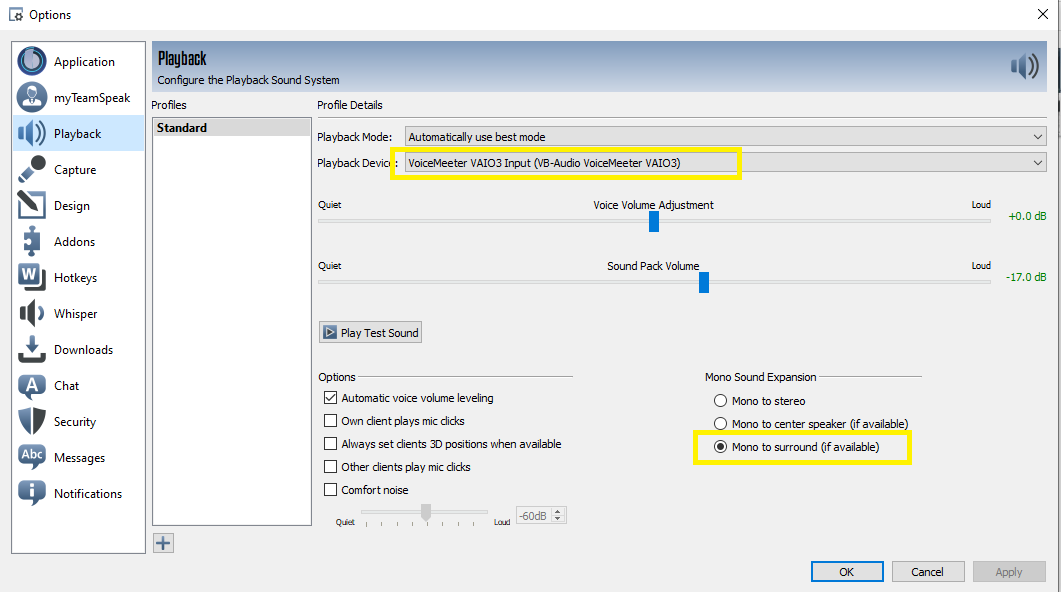 Options
Application
myTeamSpeak
Playback
Capture
Design
Addons
Hotkeys
Whisper
Downloads
Chat
Security
Messages
Notifications
Playback
Configure the Playback Sound System
Profiles
Standard
Profile Details
Playback Mode: Automatically use best mode
Playback Device: VoiceMeeter VAIO3 Input (VB-Audio VoiceMeeter VAIO3)
Quiet Voice Volume Adjustment Loud
+0.0 dB
Quiet Sound Pack Volume Loud
-17.0 dB
Play Test Sound
Options
Automatic voice volume leveling
Own client plays mic clicks
Always set clients 3D positions when available
Other clients play mic clicks
Comfort noise
Quiet Loud -60dB
Mono Sound Expansion
Mono to stereo
Mono to center speaker (if available)
Mono to surround (if available)
OK Cancel Apply